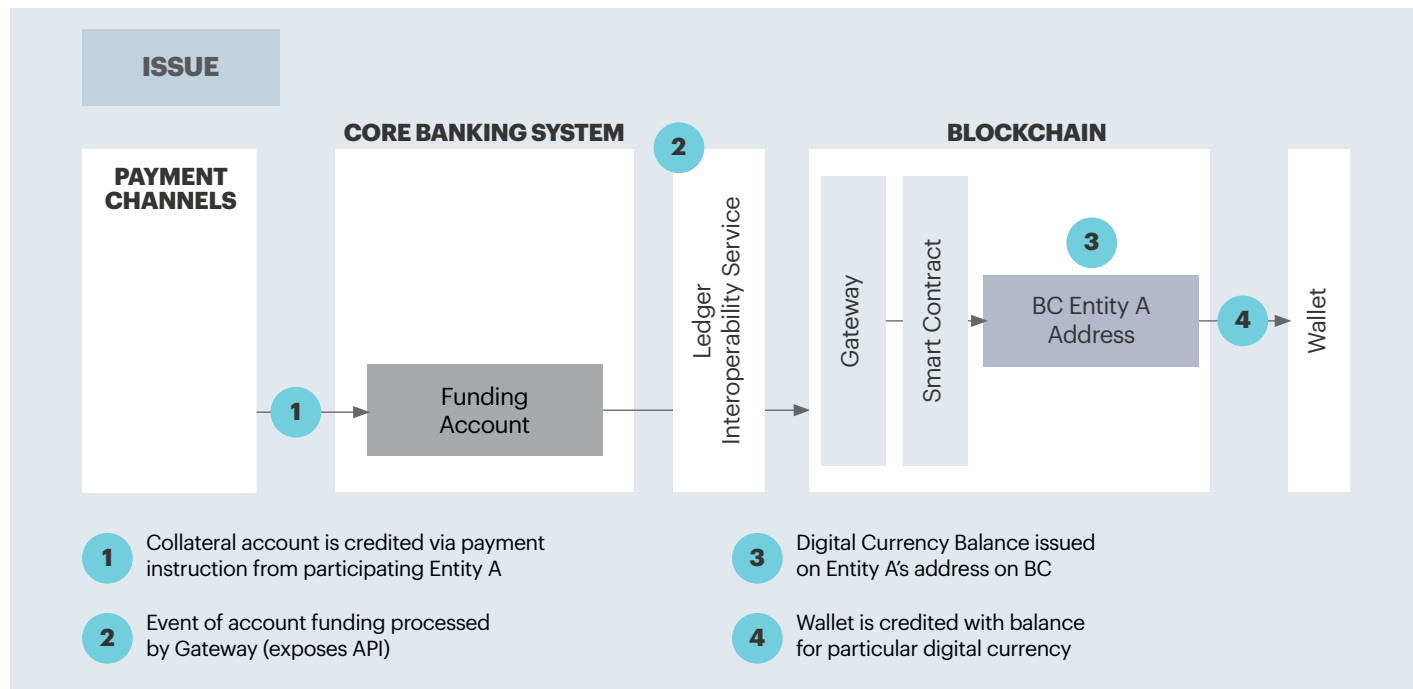 ISSUE
CORE BANKING SYSTEM
2
BLOCKCHAIN
PAYMENT
CHANNELS
1
Funding
Account
Ledger
Interoperability Service
Gateway
Smart Contract
3
BC Entity A
Address
4
Wallet
1
Collateral account is credited via payment
instruction from participating Entity A
2
Event of account funding processed
by Gateway (exposes API)
3
Digital Currency Balance issued
on Entity A’s address on BC
4
Wallet is credited with balance
for particular digital currency